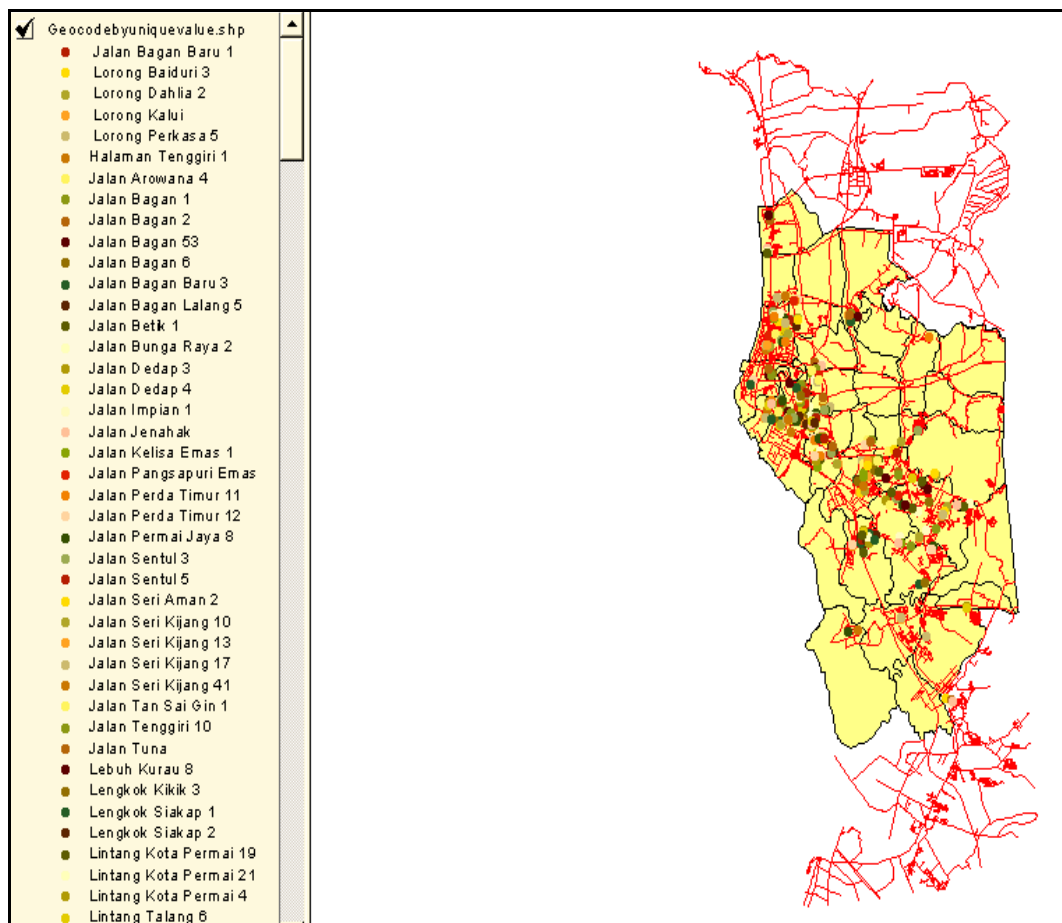 Geocodebyuniquevalue.shp
Jalan Bagan Baru 1
Lorong Baiduri 3
Lorong Dahlia 2
Lorong Kalui
Lorong Perkasa 5
Halaman Tenggiri 1
Jalan Arowana 4
Jalan Bagan 1
Jalan Bagan 2
Jalan Bagan 53
Jalan Bagan 6
Jalan Bagan Baru 3
Jalan Bagan Lalang 5
Jalan Betik 1
Jalan Bunga Raya 2
Jalan Dedap 3
Jalan Dedap 4
Jalan Impian 1
Jalan Jenahak
Jalan Kelisa Emas 1
Jalan Pangsapuri Emas
Jalan Perda Timur 11
Jalan Perda Timur 12
Jalan Permai Jaya 8
Jalan Sentul 3
Jalan Sentul 5
Jalan Seri Aman 2
Jalan Seri Kijang 10
Jalan Seri Kijang 13
Jalan Seri Kijang 17
Jalan Seri Kijang 41
Jalan Tan Sai Gin 1
Jalan Tenggiri 10
Jalan Tuna
Lebuh Kurau 8
Lengkok Kikik 3
Lengkok Siakap 1
Lengkok Siakap 2
Lintang Kota Permai 19
Lintang Kota Permai 21
Lintang Kota Permai 4
Lintang Talang 6